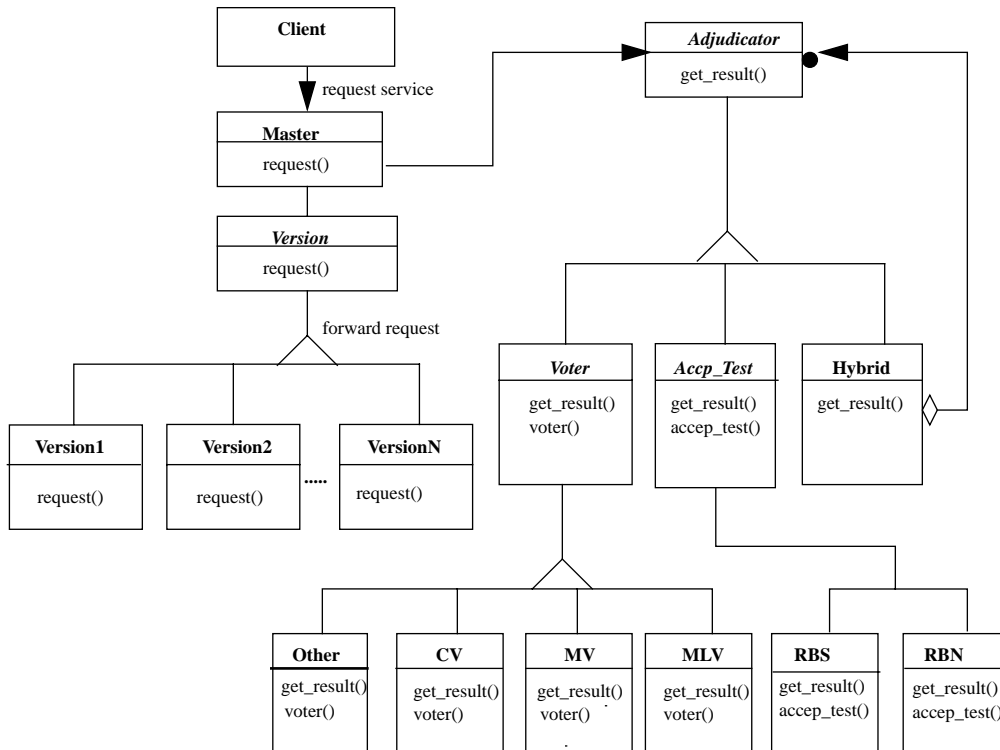 Client
request service
Master
request()
Version
request()
forward request
Version1
request()
Version2
request()
.....
VersionN
request()
Adjudicator
get_result()
Voter
get_result()
voter()
Accp_Test
get_result()
accep_test()
Hybrid
get_result()
Other
get_result()
voter()
CV
get_result()
voter()
MV
get_result()
voter()
MLV
get_result()
voter()
RBS
get_result()
accep_test()
RBN
get_result()
accep_test()